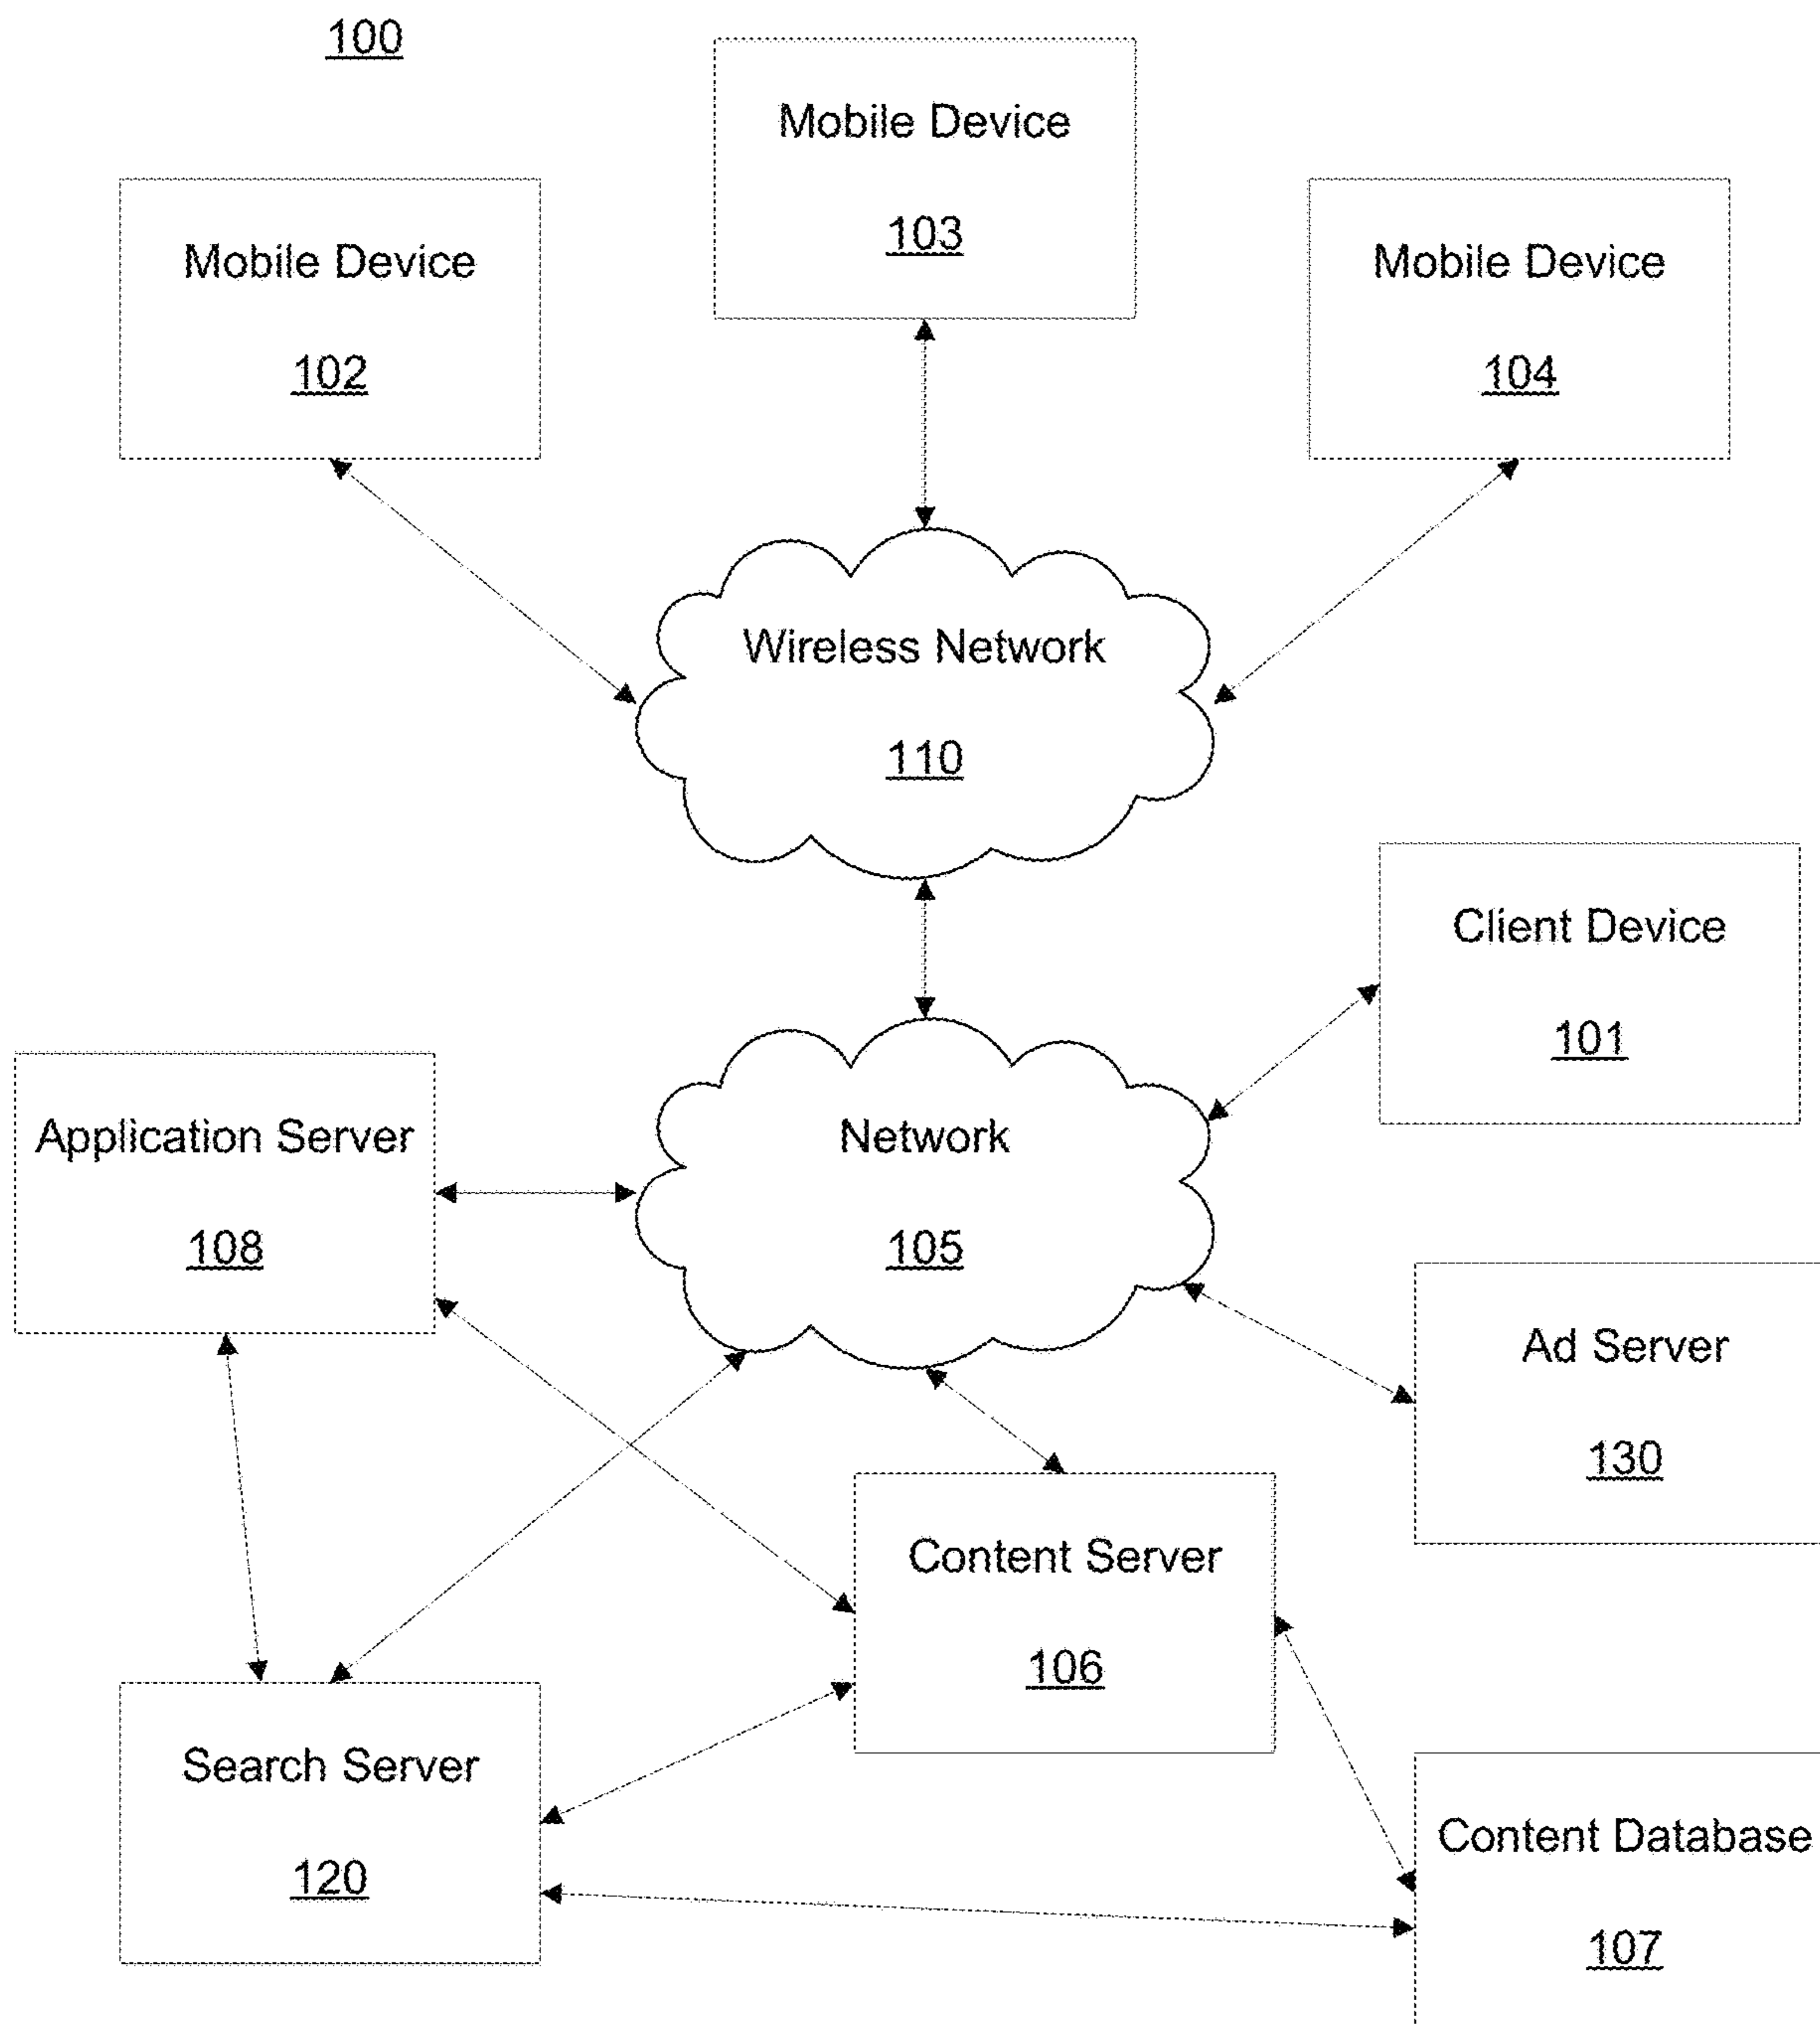 100
Mobile Device
103
Mobile Device
102
Mobile Device
104
Wireless Network
110
Client Device
101
Application Server
108
Network
105
Ad Server
130
Content Server
106
Search Server
120
Content Database
107